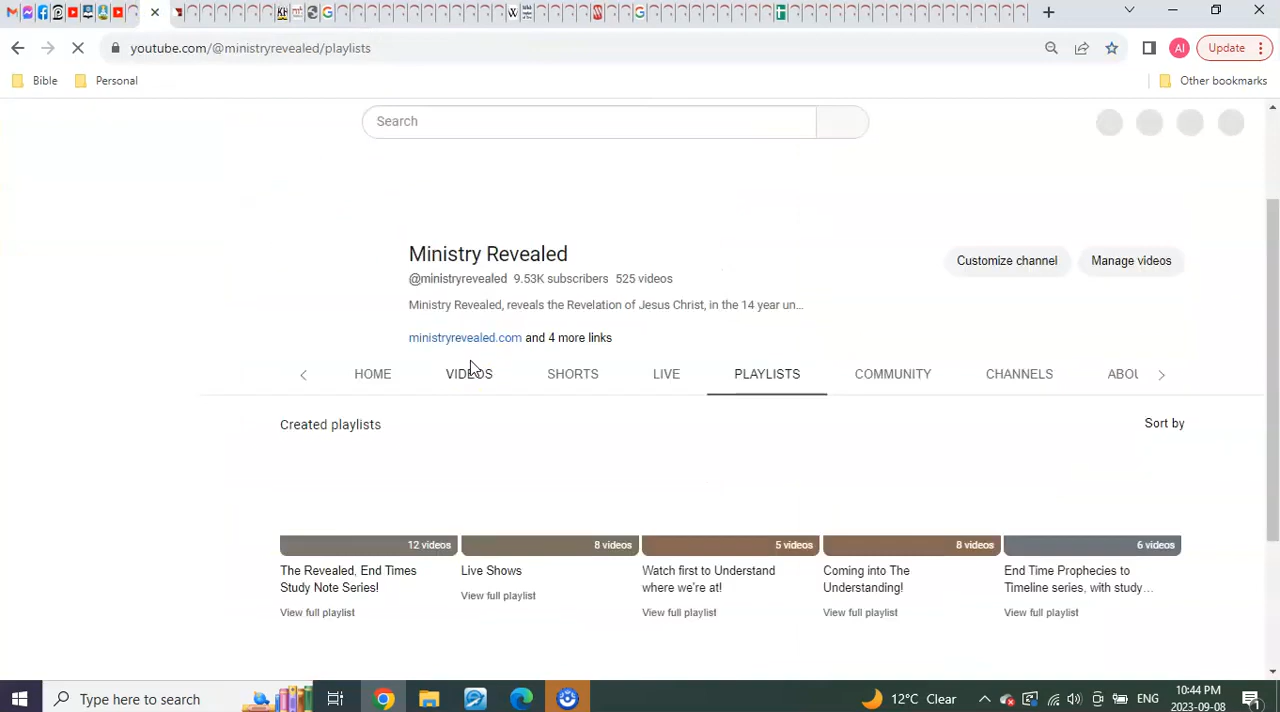 youtube.com/@ministryrevealed/playlists
AI
Update
Bible
Personal
Other bookmarks
Search
Ministry Revealed
@ministryrevealed 9.53K subscribers 525 videos
Customize channel
Manage videos
Ministry Revealed, reveals the Revelation of Jesus Christ, in the 14 year un...
ministryrevealed.com and 4 more links
HOME
VIDEOS
SHORTS
LIVE
PLAYLISTS
COMMUNITY
CHANNELS
ABOU
Created playlists
Sort by
12 videos
8 videos
5 videos
8 videos
6 videos
The Revealed, End Times
Study Note Series!
View full playlist
Live Shows
View full playlist
Watch first to Understand
where we're at!
View full playlist
Coming into The
Understanding!
View full playlist
End Time Prophecies to
Timeline series, with study...
View full playlist
Type here to search
12°C Clear
ENG
10:44 PM
2023-09-08
1